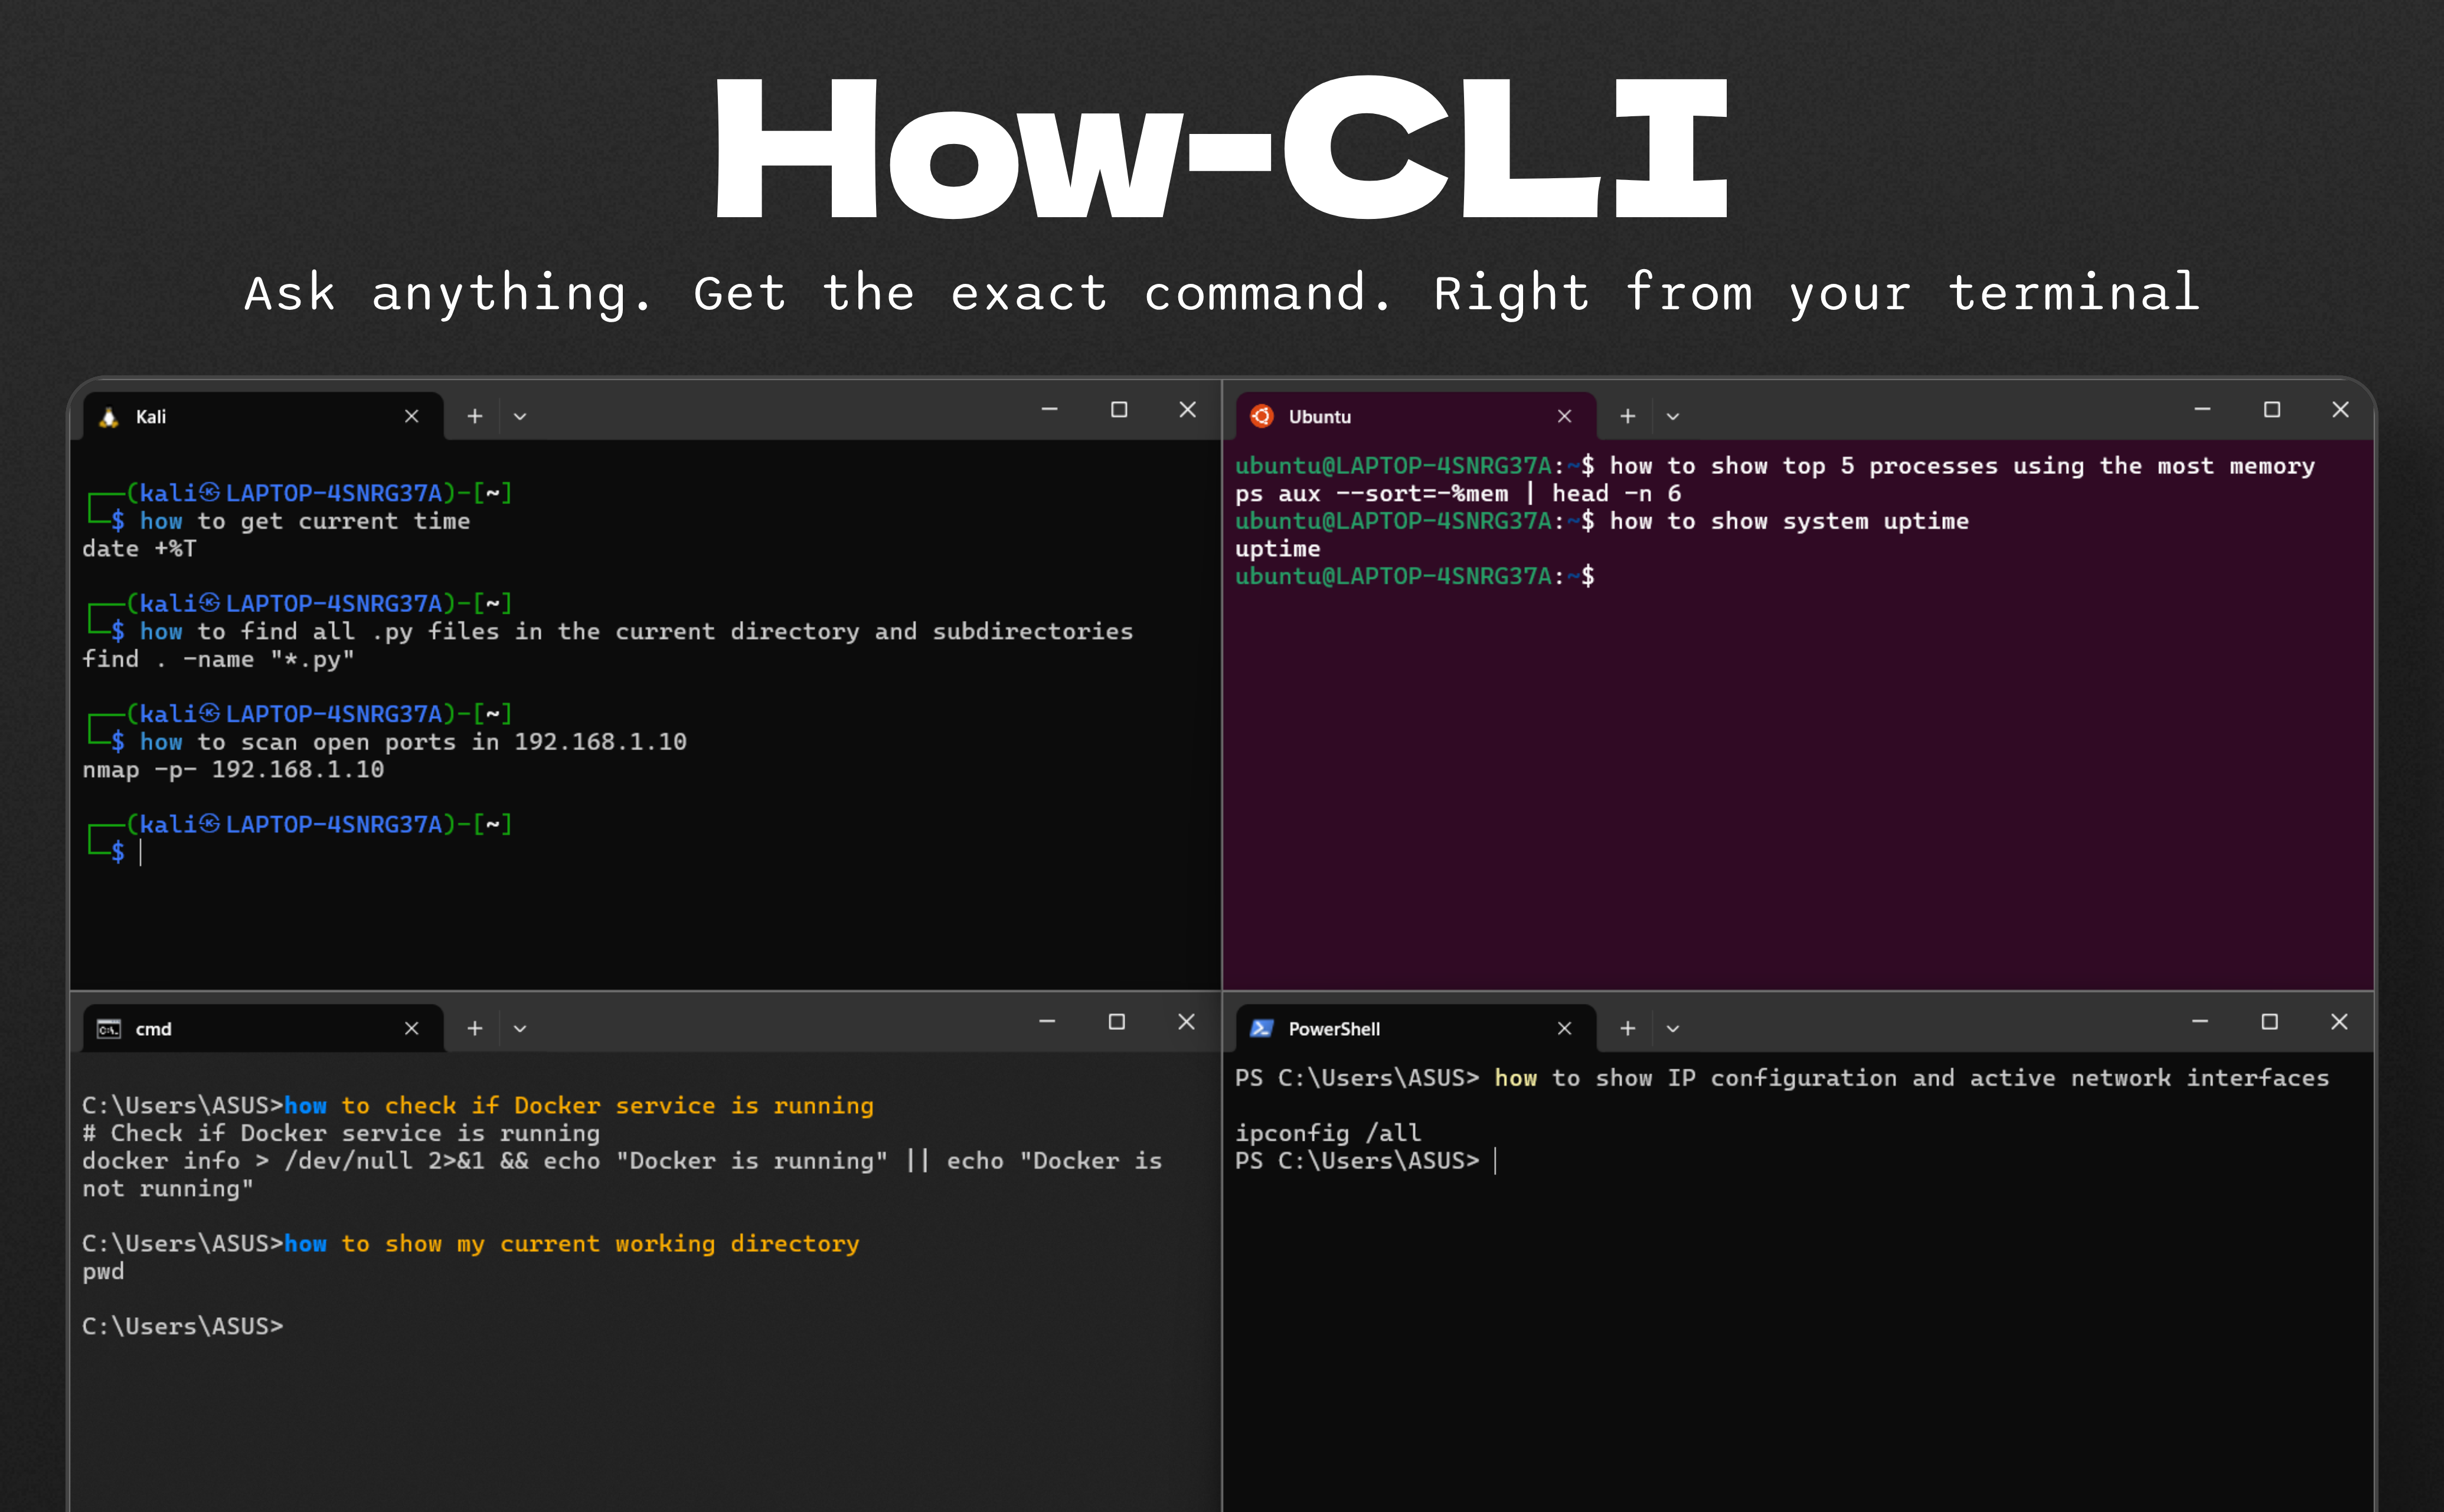 How-CLI
Ask anything. Get the exact command. Right from your terminal
Kali
┌──(kali㉿LAPTOP-4SNRG37A)-[~]
└─$ how to get current time
date +%T
┌──(kali㉿LAPTOP-4SNRG37A)-[~]
└─$ how to find all .py files in the current directory and subdirectories
find . -name "*.py"
┌──(kali㉿LAPTOP-4SNRG37A)-[~]
└─$ how to scan open ports in 192.168.1.10
nmap -p- 192.168.1.10
┌──(kali㉿LAPTOP-4SNRG37A)-[~]
└─$
Ubuntu
ubuntu@LAPTOP-4SNRG37A:~$ how to show top 5 processes using the most memory
ps aux --sort=-%mem | head -n 6
ubuntu@LAPTOP-4SNRG37A:~$ how to show system uptime
uptime
ubuntu@LAPTOP-4SNRG37A:~$
cmd
C:\Users\ASUS>how to check if Docker service is running
# Check if Docker service is running
docker info > /dev/null 2>&1 && echo "Docker is running" || echo "Docker is
not running"
C:\Users\ASUS>how to show my current working directory
pwd
C:\Users\ASUS>
PowerShell
PS C:\Users\ASUS> how to show IP configuration and active network interfaces
ipconfig /all
PS C:\Users\ASUS>